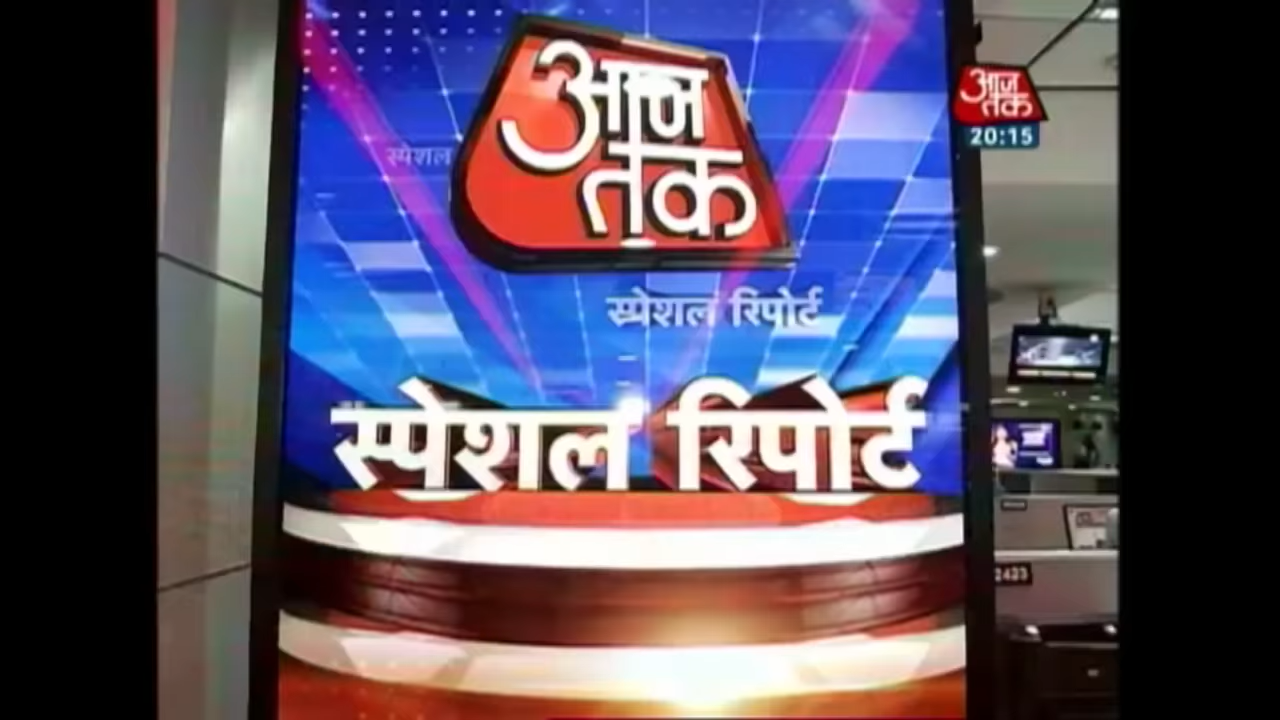 आज
तक
आज
तक
20:15
स्पेशल
स्पेशल रिपोर्ट
स्पेशल रिपोर्ट
2423